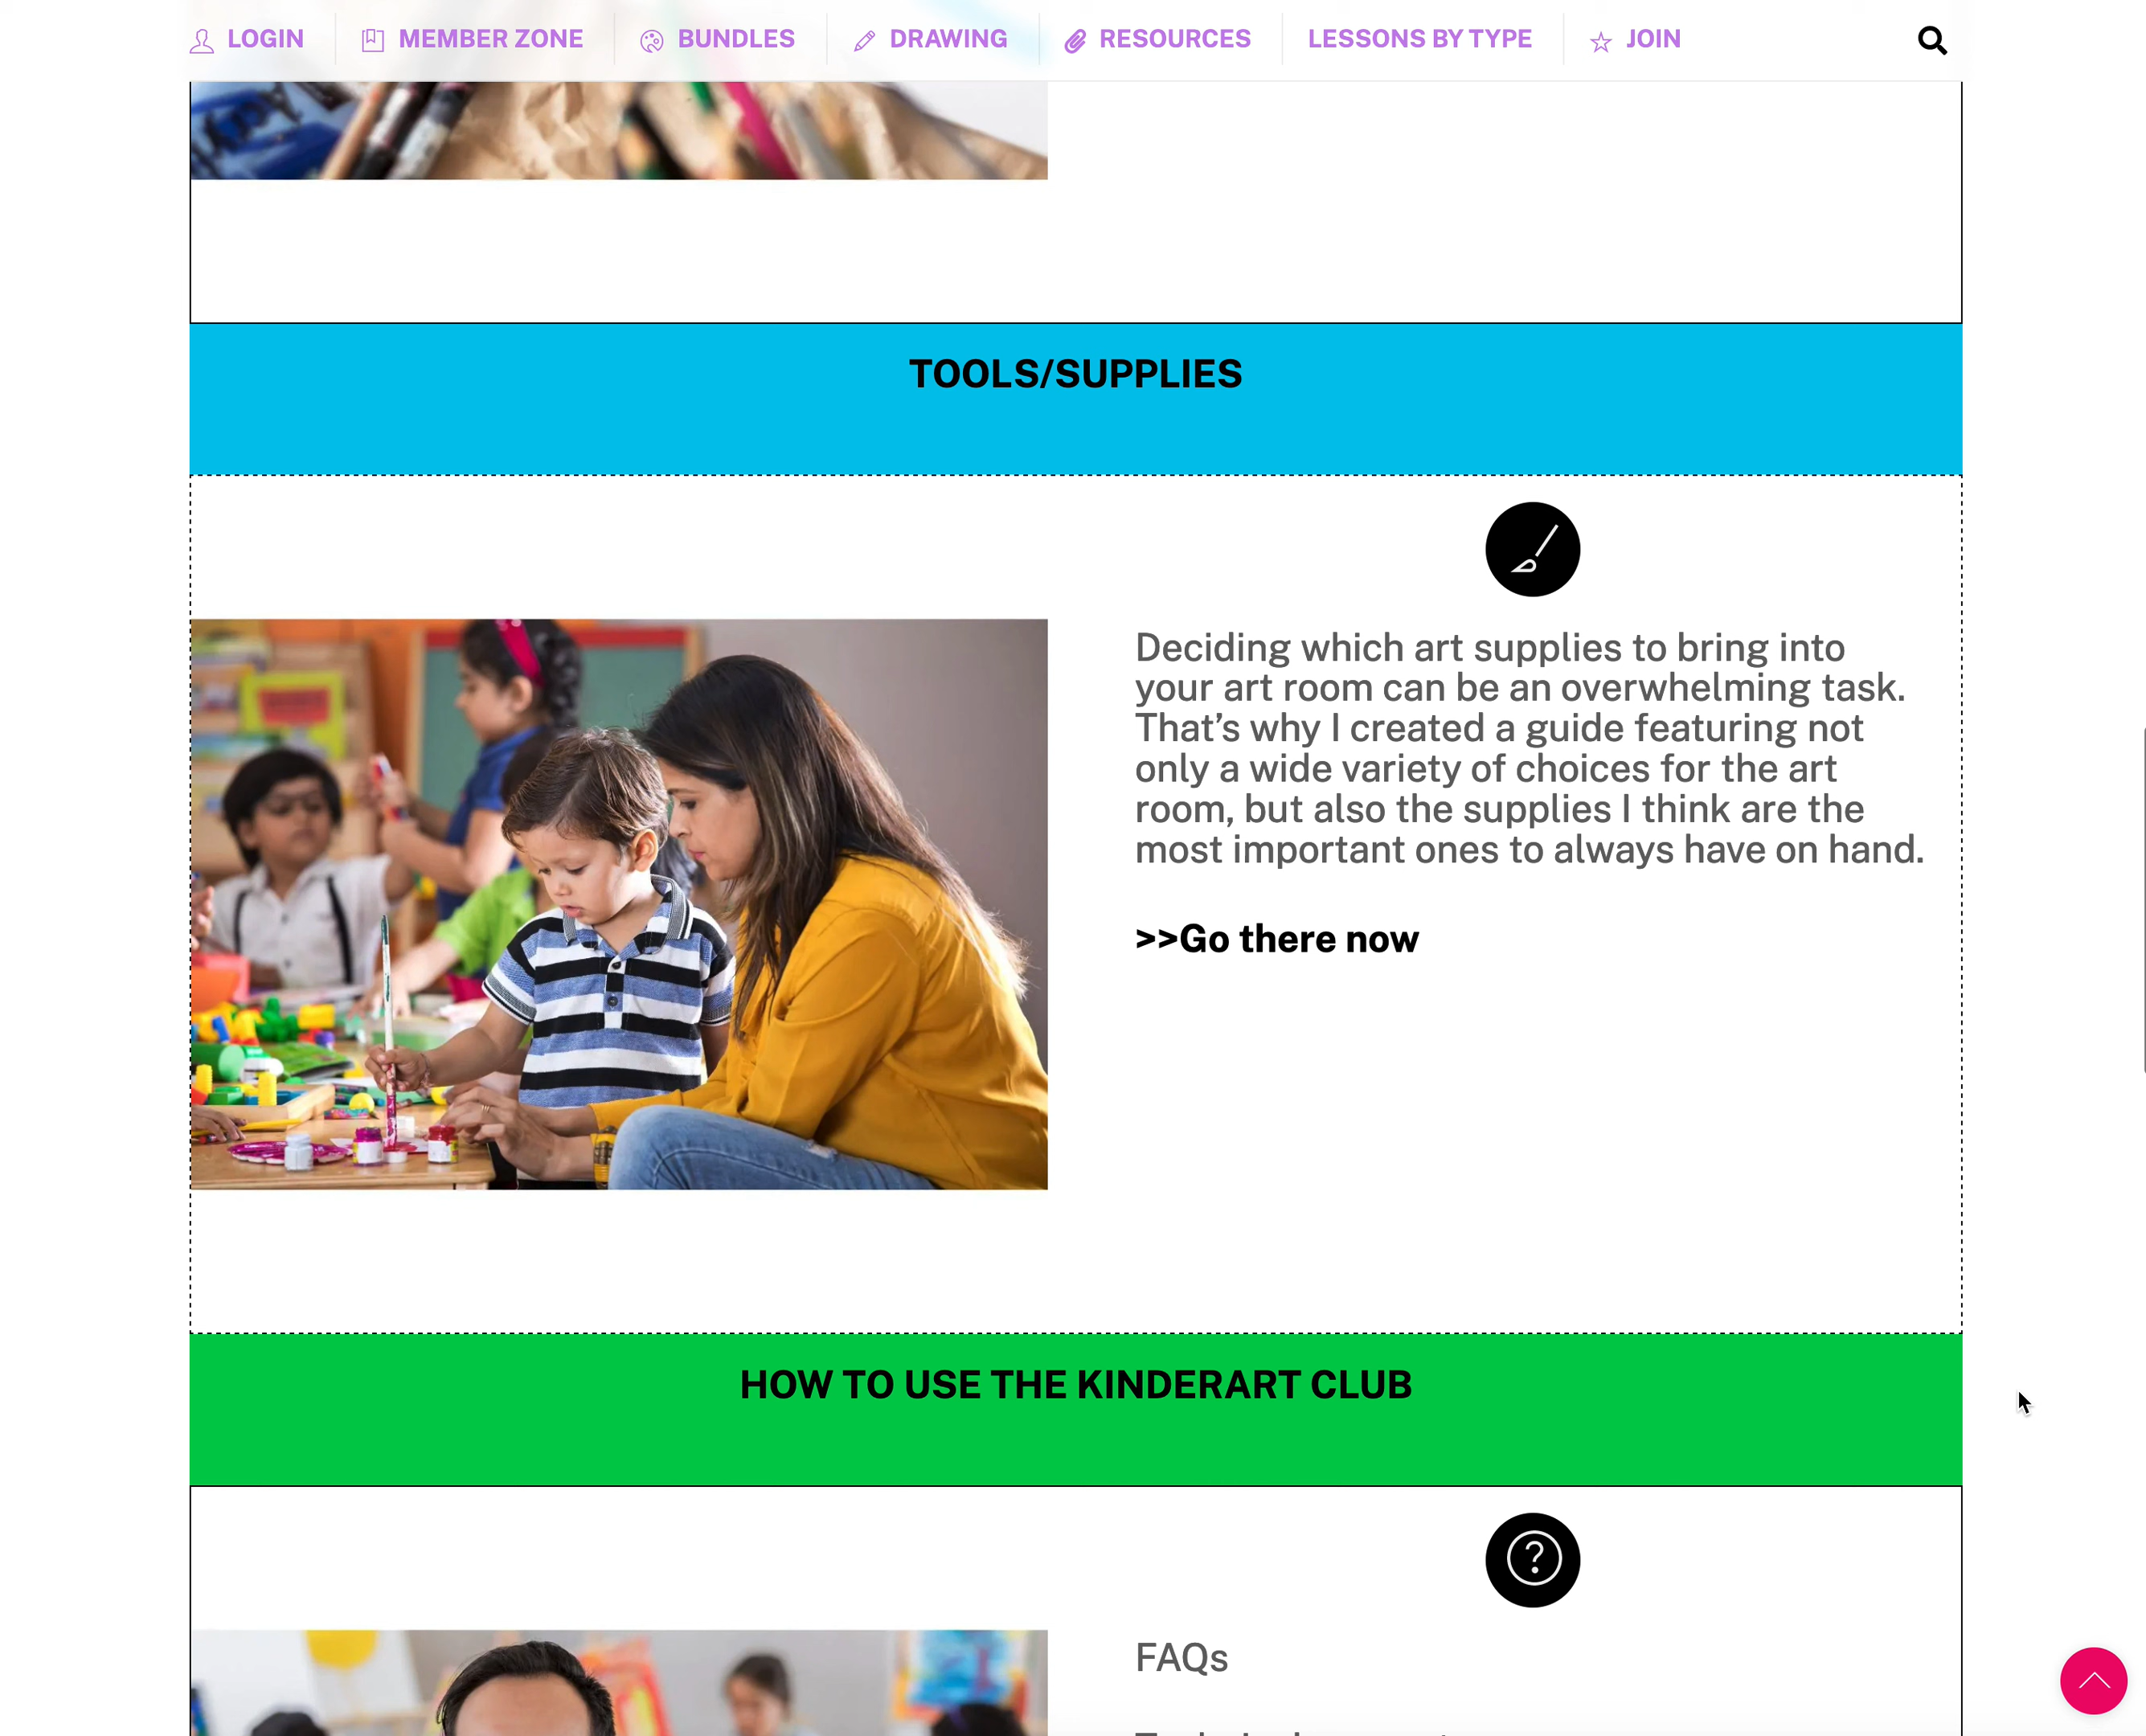 LOGIN MEMBER ZONE BUNDLES DRAWING RESOURCES LESSONS BY TYPE JOIN
TOOLS/SUPPLIES
Deciding which art supplies to bring into
your art room can be an overwhelming task.
That’s why I created a guide featuring not
only a wide variety of choices for the art
room, but also the supplies I think are the
most important ones to always have on hand.
>>Go there now
HOW TO USE THE KINDERART CLUB
FAQs